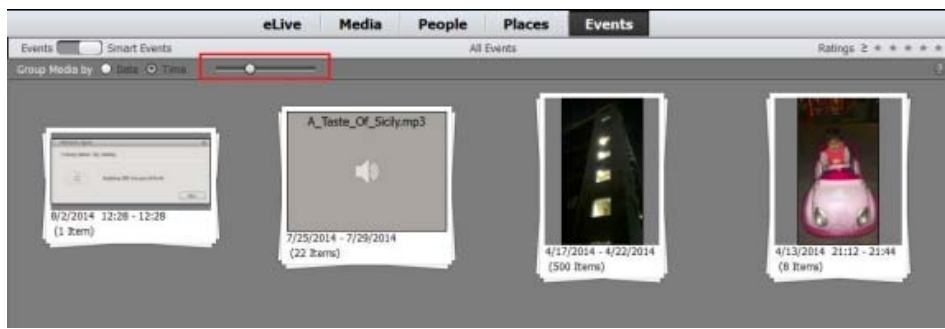 eLive Media People Places Events
Events Smart Events All Events Ratings ≥
Group Media by Date Time
A_Taste_Of_Sicily.mp3
8/2/2014 12:28 - 12:28
(1 Item)
7/25/2014 - 7/29/2014
(22 Items)
4/17/2014 - 4/22/2014
(500 Items)
4/13/2014 21:12 - 21:44
(8 Items)